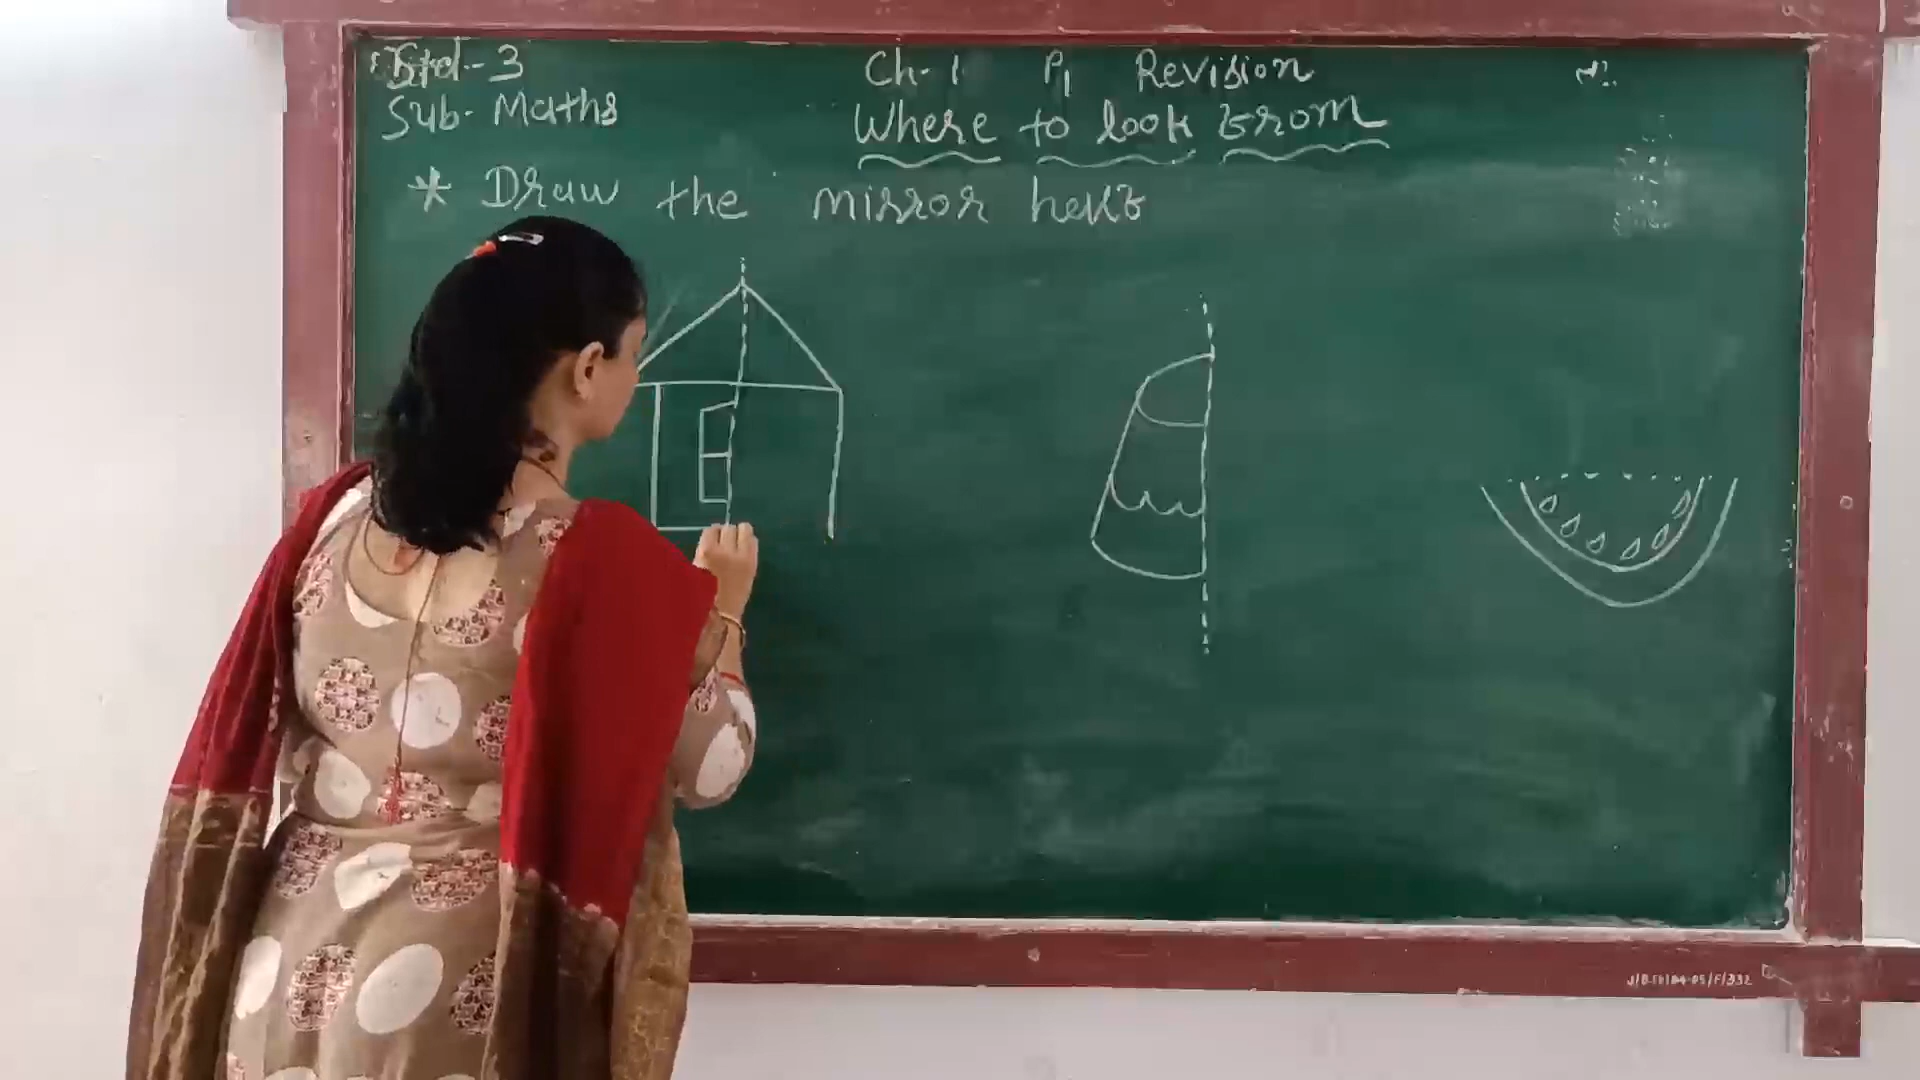 Std-3
Ch-1 P1 Revision
Sub- Maths
Where to look From
* Draw the mirror half